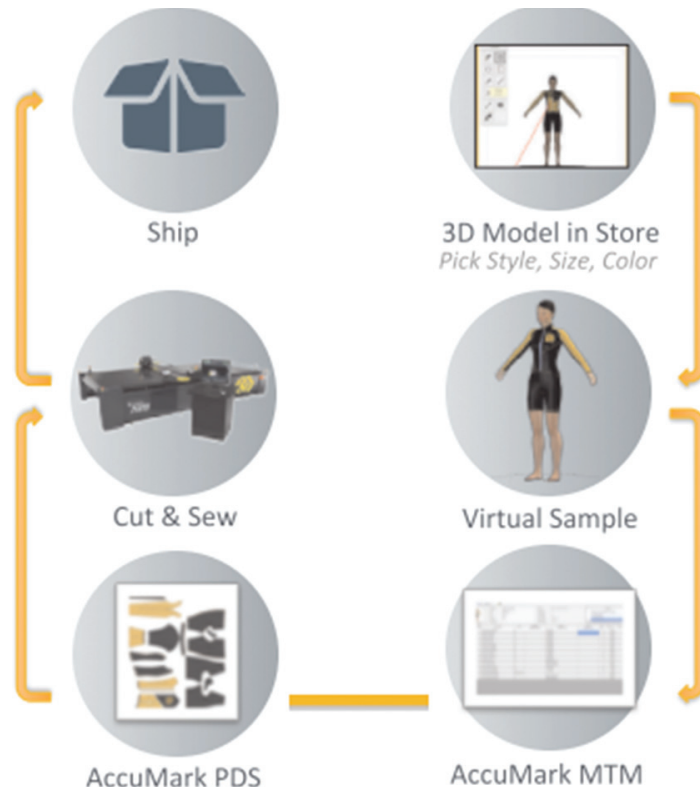 Ship
3D Model in Store
Pick Style, Size, Color
Cut & Sew
Virtual Sample
AccuMark PDS
AccuMark MTM